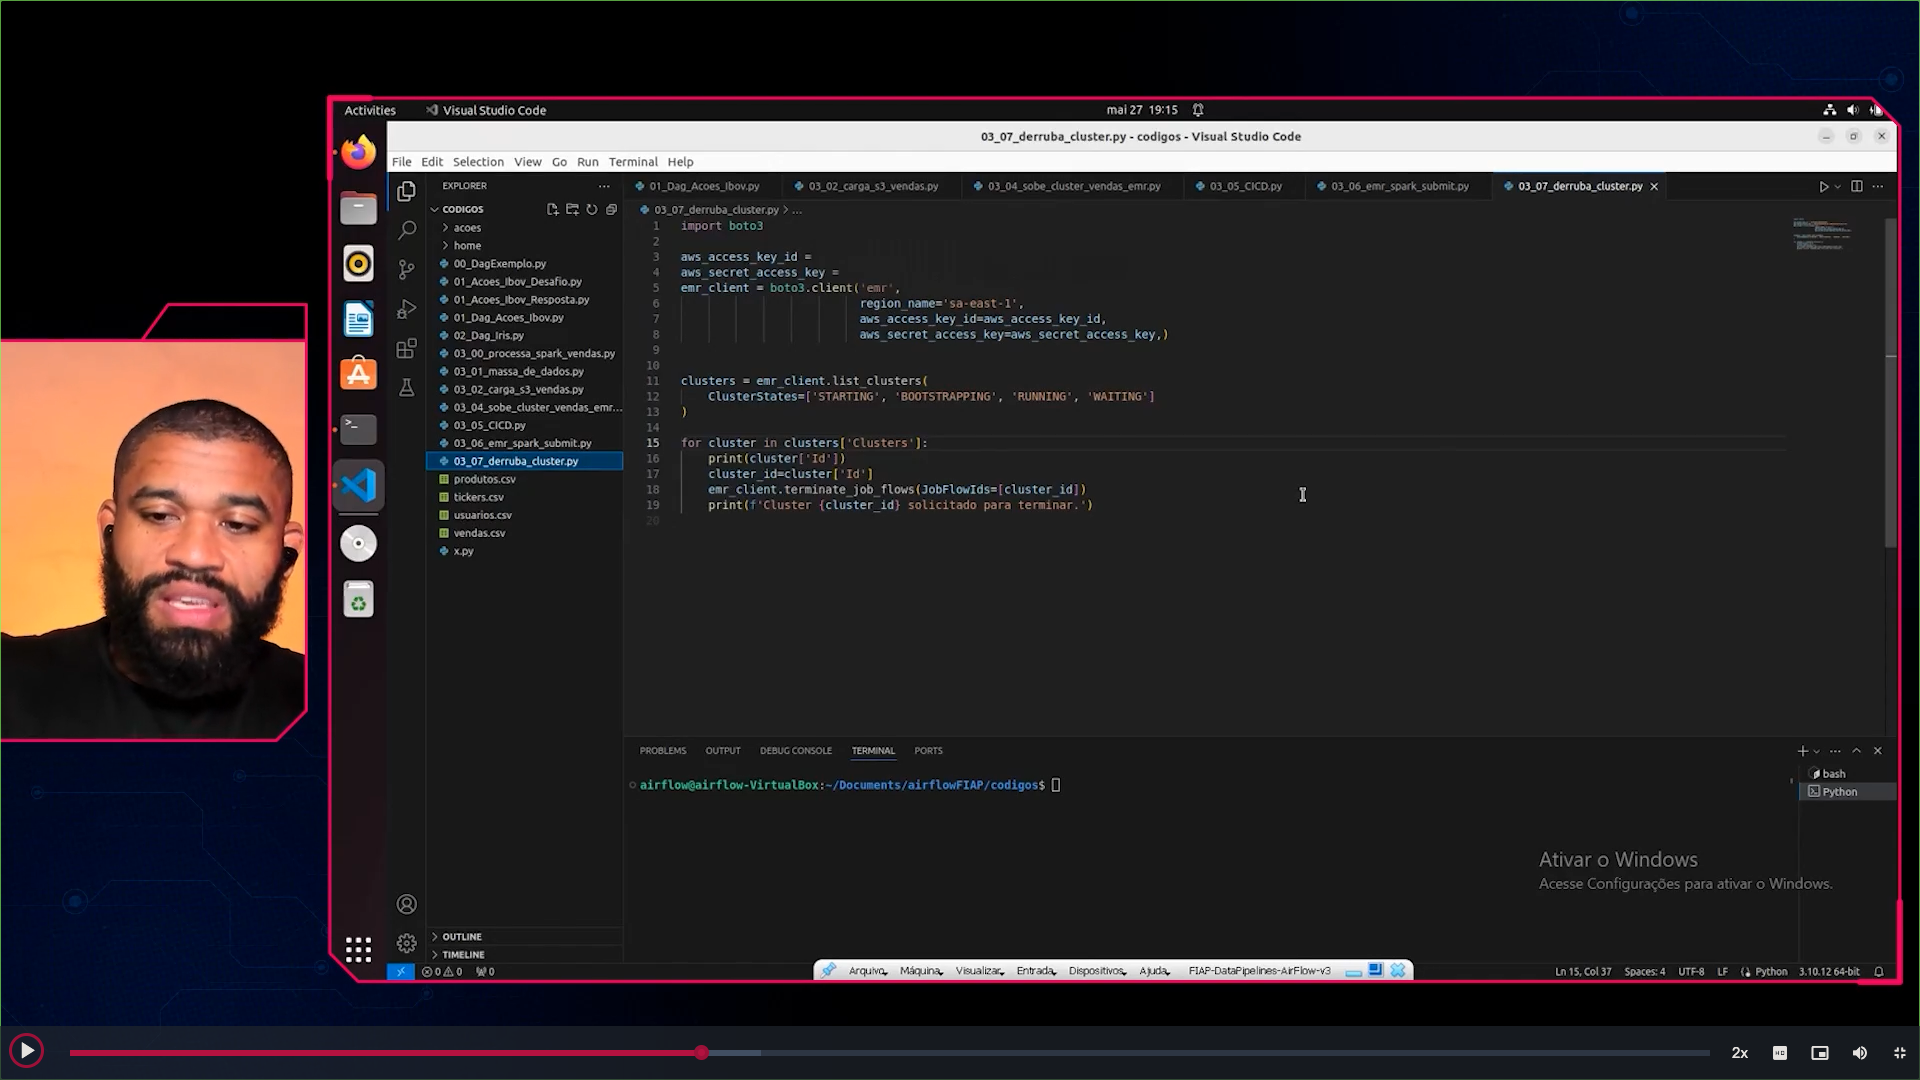 Activities
Visual Studio Code
mai 27 19:15
03_07_derruba_cluster.py - codigos - Visual Studio Code
File Edit Selection View Go Run Terminal Help
EXPLORER
CODIGOS
acoes
home
00_DagExemplo.py
01_Acoes_Ibov_Desafio.py
01_Acoes_Ibov_Resposta.py
01_Dag_Acoes_Ibov.py
02_Dag_Iris.py
03_00_processa_spark_vendas.py
03_01_massa_de_dados.py
03_02_carga_s3_vendas.py
03_04_sobe_cluster_vendas_emr...
03_05_CICD.py
03_06_emr_spark_submit.py
03_07_derruba_cluster.py
produtos.csv
tickers.csv
usuarios.csv
vendas.csv
x.py
OUTLINE
TIMELINE
01_Dag_Acoes_Ibov.py 03_02_carga_s3_vendas.py 03_04_sobe_cluster_vendas_emr.py 03_05_CICD.py 03_06_emr_spark_submit.py 03_07_derruba_cluster.py
03_07_derruba_cluster.py > ...
1 import boto3
2
3 aws_access_key_id =
4 aws_secret_access_key =
5 emr_client = boto3.client('emr',
6 region_name='sa-east-1',
7 aws_access_key_id=aws_access_key_id,
8 aws_secret_access_key=aws_secret_access_key,)
9
10
11 clusters = emr_client.list_clusters(
12 ClusterStates=['STARTING', 'BOOTSTRAPPING', 'RUNNING', 'WAITING']
13 )
14
15 for cluster in clusters['Clusters']:
16 print(cluster['Id'])
17 cluster_id=cluster['Id']
18 emr_client.terminate_job_flows(JobFlowIds=[cluster_id])
19 print(f'Cluster {cluster_id} solicitado para terminar.')
20
PROBLEMS OUTPUT DEBUG CONSOLE TERMINAL PORTS
airflow@airflow-VirtualBox:~/Documents/airflowFIAP/codigos$
bash
Python
Ativar o Windows
Acesse Configurações para ativar o Windows.
0 0 0
Arquivo Máquina Visualizar Entrada Dispositivos Ajuda FIAP-DataPipelines-AirFlow-v3
Ln 15, Col 37 Spaces: 4 UTF-8 LF Python 3.10.12 64-bit
2x
HD